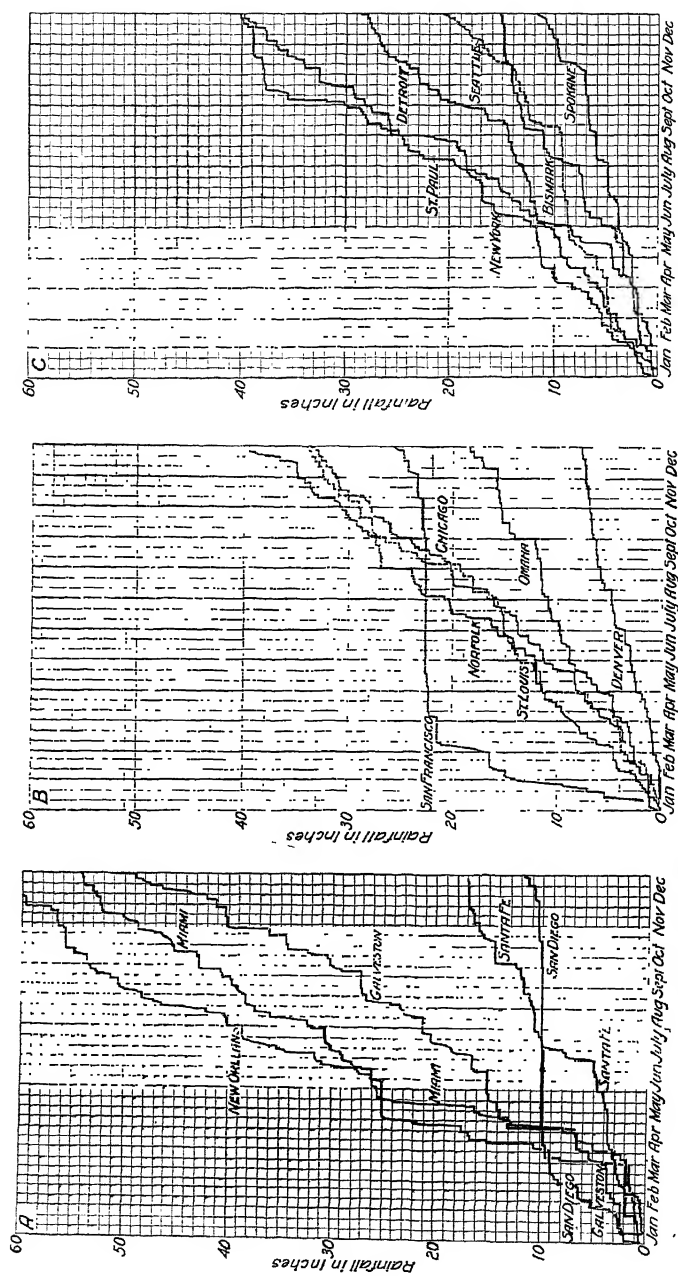 A
60
50
40
30
20
10
0
Rainfall in Inches
NEW ORLEANS
MIAMI
GALVESTON
MIAMI
SANTA FE
SAN DIEGO
SANTA FE
SAN DIEGO
GALVESTON
Jan Feb Mar Apr May Jun July Aug Sept Oct Nov Dec
B
60
50
40
30
20
10
0
Rainfall in Inches
SAN FRANCISCO
CHICAGO
NORFOLK
ST. LOUIS
OMAHA
DENVER
Jan Feb Mar Apr May Jun July Aug Sept Oct Nov Dec
C
60
50
40
30
20
10
0
Rainfall in Inches
ST. PAUL
DETROIT
NEW YORK
SEATTLE
BISMARK
SPOKANE
Jan Feb Mar Apr May Jun July Aug Sept Oct Nov Dec